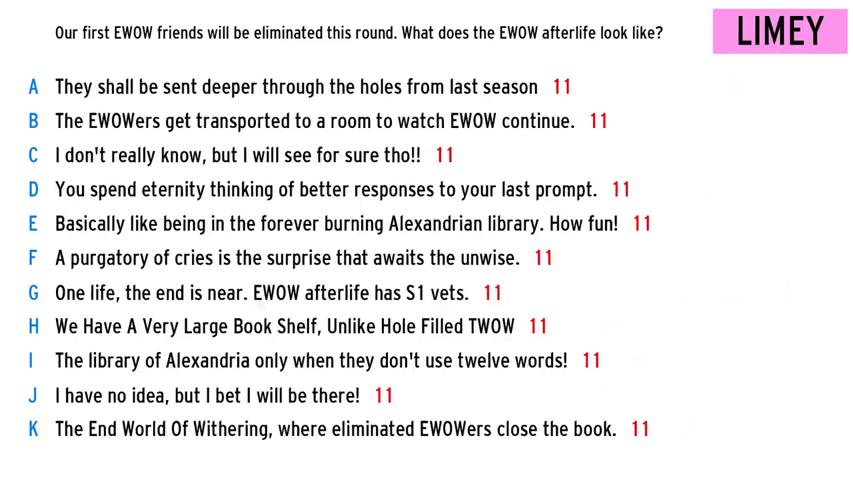 Our first EWOW friends will be eliminated this round. What does the EWOW afterlife look like?
LIMEY
A They shall be sent deeper through the holes from last season 11
B The EWOWers get transported to a room to watch EWOW continue. 11
C I don't really know, but I will see for sure tho!! 11
D You spend eternity thinking of better responses to your last prompt. 11
E Basically like being in the forever burning Alexandrian library. How fun! 11
F A purgatory of cries is the surprise that awaits the unwise. 11
G One life, the end is near. EWOW afterlife has S1 vets. 11
H We Have A Very Large Book Shelf, Unlike Hole Filled TWOW 11
I The library of Alexandria only when they don't use twelve words! 11
J I have no idea, but I bet I will be there! 11
K The End World Of Withering, where eliminated EWOWers close the book. 11